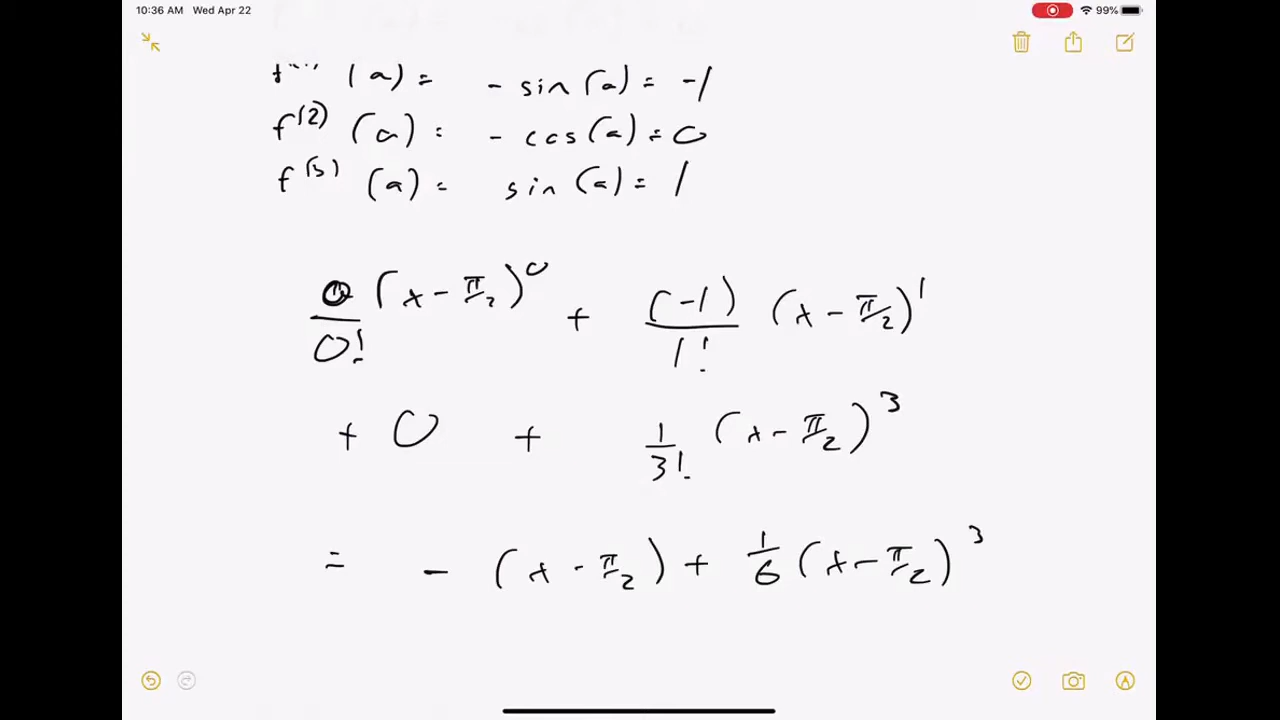 10:36 AM Wed Apr 22 99%
(a) = - sin(a) = -1
f^(2) (a) = - cos(a) = 0
f^(3) (a) = sin(a) = 1
0/0! (x - π/2)^0 + (-1)/1! (x - π/2)^1
+ 0 + 1/3! (x - π/2)^3
= - (x - π/2) + 1/6 (x - π/2)^3